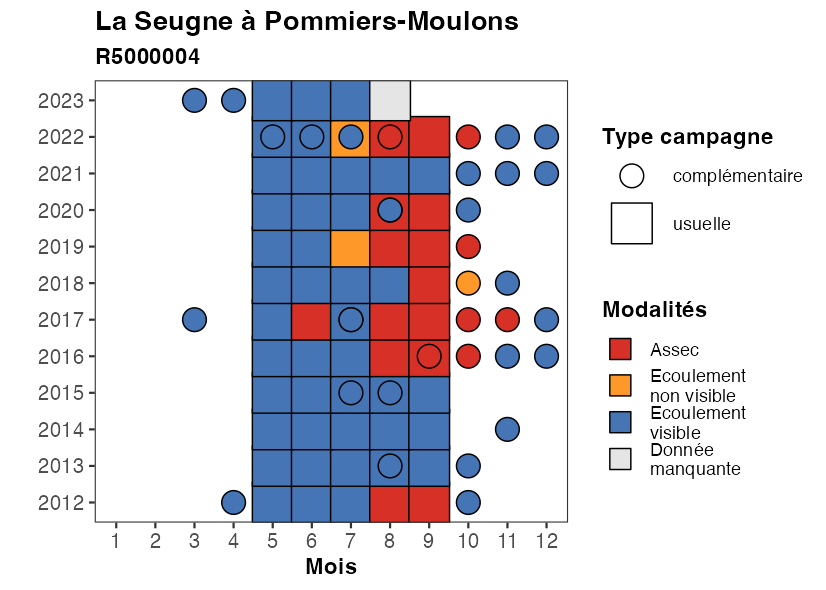 La Seugne à Pommiers-Moulons
R5000004
2023
2022
2021
2020
2019
2018
2017
2016
2015
2014
2013
2012
1 2 3 4 5 6 7 8 9 10 11 12
Mois
Type campagne
complémentaire
usuelle
Modalités
Assec
Ecoulement
non visible
Ecoulement
visible
Donnée
manquante